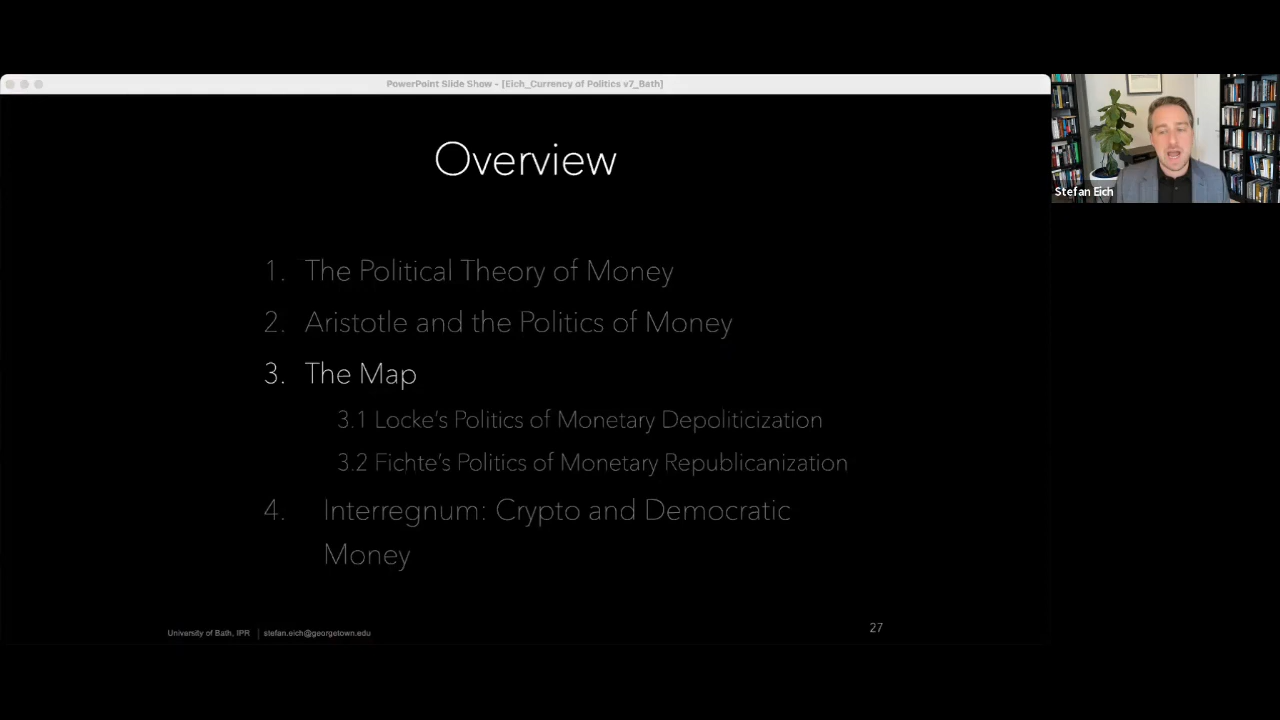 PowerPoint Slide Show - [Eich_Currency of Politics v7_Bath]
Overview
1. The Political Theory of Money
2. Aristotle and the Politics of Money
3. The Map
3.1 Locke’s Politics of Monetary Depoliticization
3.2 Fichte’s Politics of Monetary Republicanization
4. Interregnum: Crypto and Democratic
Money
University of Bath, IPR | stefan.eich@georgetown.edu
27
Stefan Eich